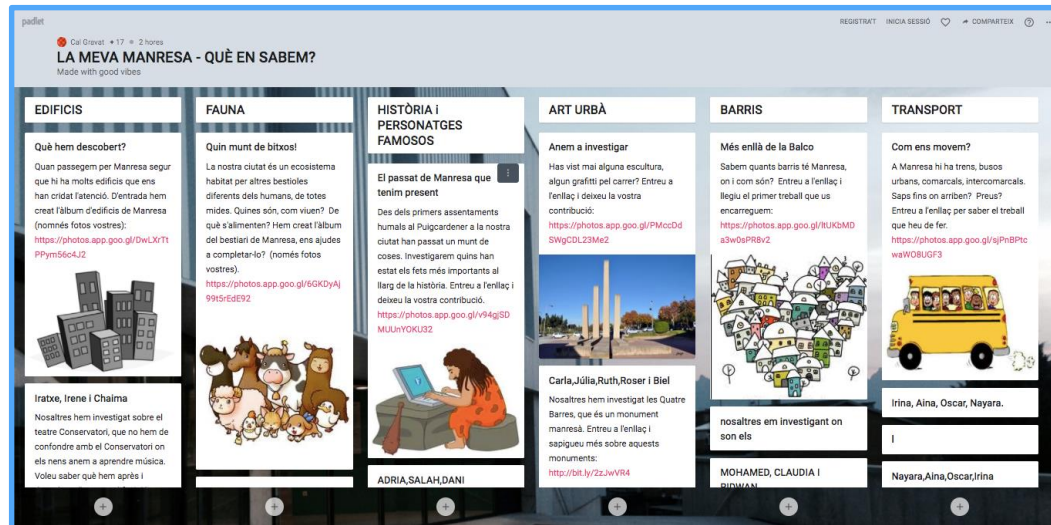 padlet
REGISTRA'T INICIA SESSIÓ COMPARTEIX
Cal Gravat +17 2 hores
LA MEVA MANRESA - QUÈ EN SABEM?
Made with good vibes
EDIFICIS
Què hem descobert?
Quan passegem per Manresa segur
que hi ha molts edificis que ens
han cridat l'atenció. D'entrada hem
creat l'àlbum d'edificis de Manresa
(només fotos vostres):
https://photos.app.goo.gl/DwLXrTt
PPym56c4J2
Iratxe, Irene i Chaima
Nosaltres hem investigat sobre el
teatre Conservatori, que no hem de
confondre amb el Conservatori on
els nens anem a aprendre música.
Voleu saber què hem après i
FAUNA
Quin munt de bitxos!
La nostra ciutat és un ecosistema
habitat per altres bestioles
diferents dels humans, de totes
mides. Quines són, com viuen? De
què s'alimenten? Hem creat l'àlbum
del bestiari de Manresa, ens ajudes
a completar-lo? (només fotos
vostres).
https://photos.app.goo.gl/6GKDyAj
99t5rEdE92
HISTÒRIA i
PERSONATGES
FAMOSOS
El passat de Manresa que
tenim present
Des dels primers assentaments
humans al Puigcardener a la nostra
ciutat han passat un munt de
coses. Investigarem quins han
estat els fets més importants al
llarg de la història. Entreu a l'enllaç i
deixeu la vostra contribució.
https://photos.app.goo.gl/v94gjSD
MUUnYOKU32
ADRIA,SALAH,DANI
ART URBÀ
Anem a investigar
Has vist mai alguna escultura,
algun grafitti pel carrer? Entreu a
l'enllaç i deixeu la vostra
contribució:
https://photos.app.goo.gl/PMccDd
SWgCDL23Me2
Carla,Júlia,Ruth,Roser i Biel
Nosaltres hem investigat les Quatre
Barres, que és un monument
manresà. Entreu a l'enllaç i
sapigueu més sobre aquests
monuments:
http://bit.ly/2zJwVR4
BARRIS
Més enllà de la Balco
Sabem quants barris té Manresa,
on i com són? Entreu a l'enllaç i
llegiu el primer treball que us
encarreguem:
https://photos.app.goo.gl/ltUKbMD
a3w0sPR8v2
nosaltres em investigant on
son els
MOHAMED, CLAUDIA I
RIDWAN
TRANSPORT
Com ens movem?
A Manresa hi ha trens, busos
urbans, comarcals, intercomarcals.
Saps fins on arriben? Preus?
Entreu a l'enllaç per saber el treball
que heu de fer.
https://photos.app.goo.gl/sjPnBPtc
waWO8UGF3
Irina, Aina, Oscar, Nayara.
I
Nayara,Aina,Oscar,Irina